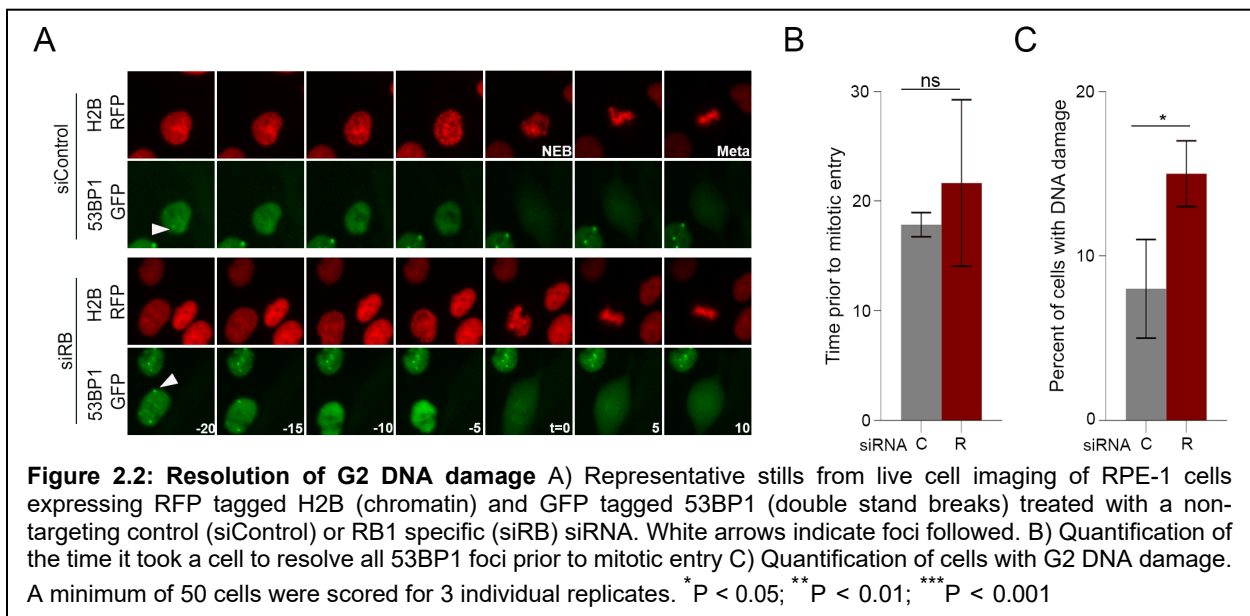 A
siControl
H2B
RFP
NEB
Meta
53BP1
GFP
siRB
H2B
RFP
53BP1
GFP
-20
-15
-10
-5
t=0
5
10
B
Time prior to mitotic entry
30
20
10
0
ns
siRNA C R
C
Percent of cells with DNA damage
20
10
0
*
siRNA C R
Figure 2.2: Resolution of G2 DNA damage A) Representative stills from live cell imaging of RPE-1 cells
expressing RFP tagged H2B (chromatin) and GFP tagged 53BP1 (double stand breaks) treated with a non-
targeting control (siControl) or RB1 specific (siRB) siRNA. White arrows indicate foci followed. B) Quantification of
the time it took a cell to resolve all 53BP1 foci prior to mitotic entry C) Quantification of cells with G2 DNA damage.
A minimum of 50 cells were scored for 3 individual replicates. *P < 0.05; **P < 0.01; ***P < 0.001